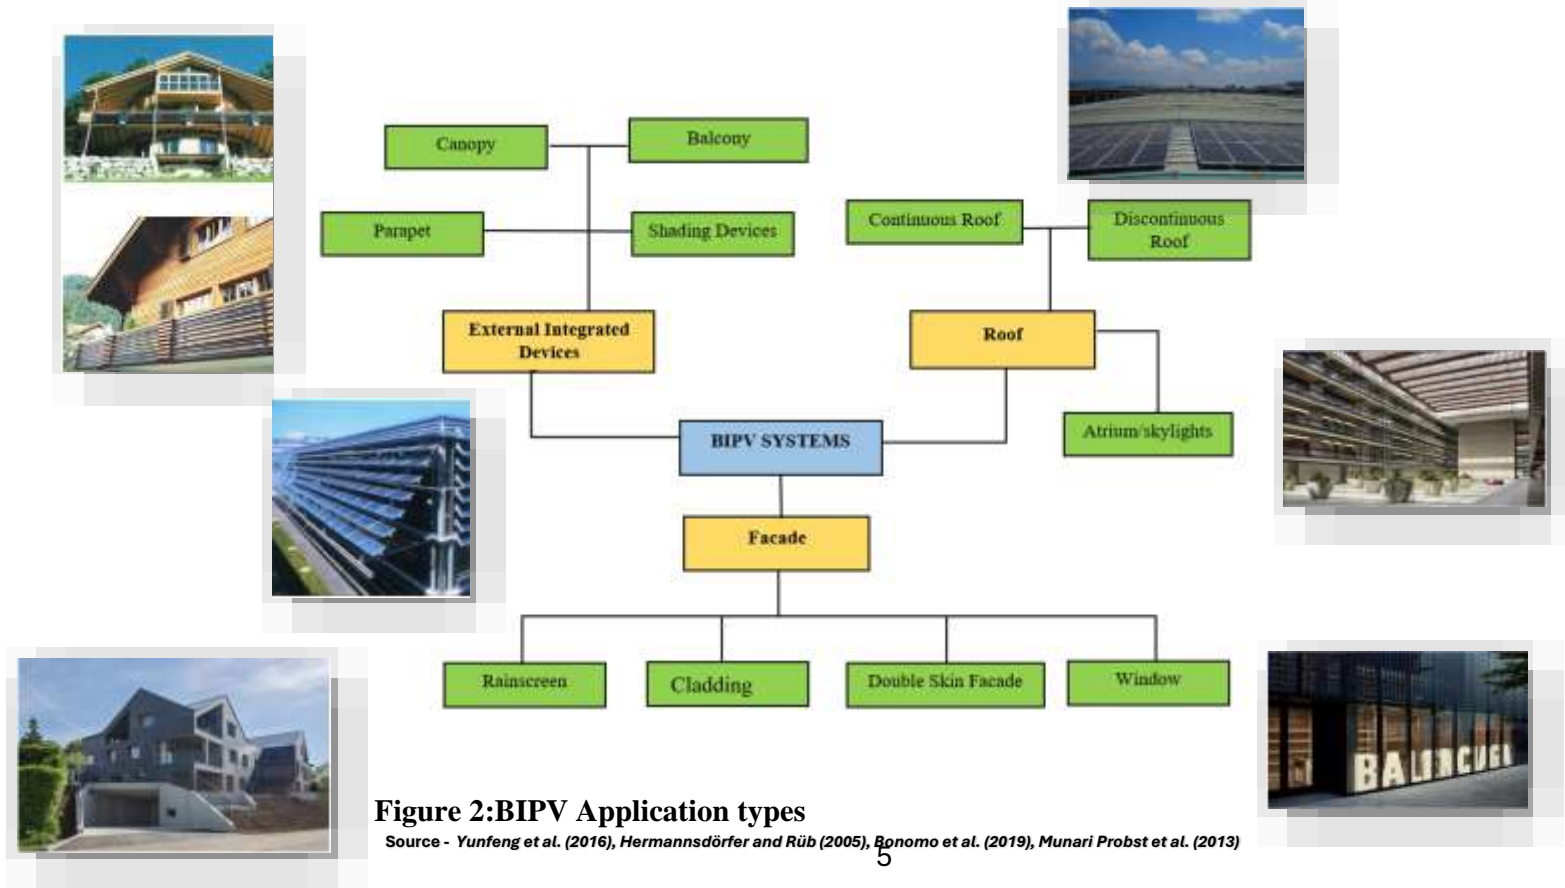 Canopy
Balcony
Parapet
Shading Devices
Continuous Roof
Discontinuous
Roof
External Integrated
Devices
Roof
BIPV SYSTEMS
Atrium/skylights
Facade
Rainscreen
Cladding
Double Skin Facade
Window
BALENCIAGA
Figure 2:BIPV Application types
Source - Yunfeng et al. (2016), Hermannsdörfer and Rüb (2005), Bonomo et al. (2019), Munari Probst et al. (2013)
5